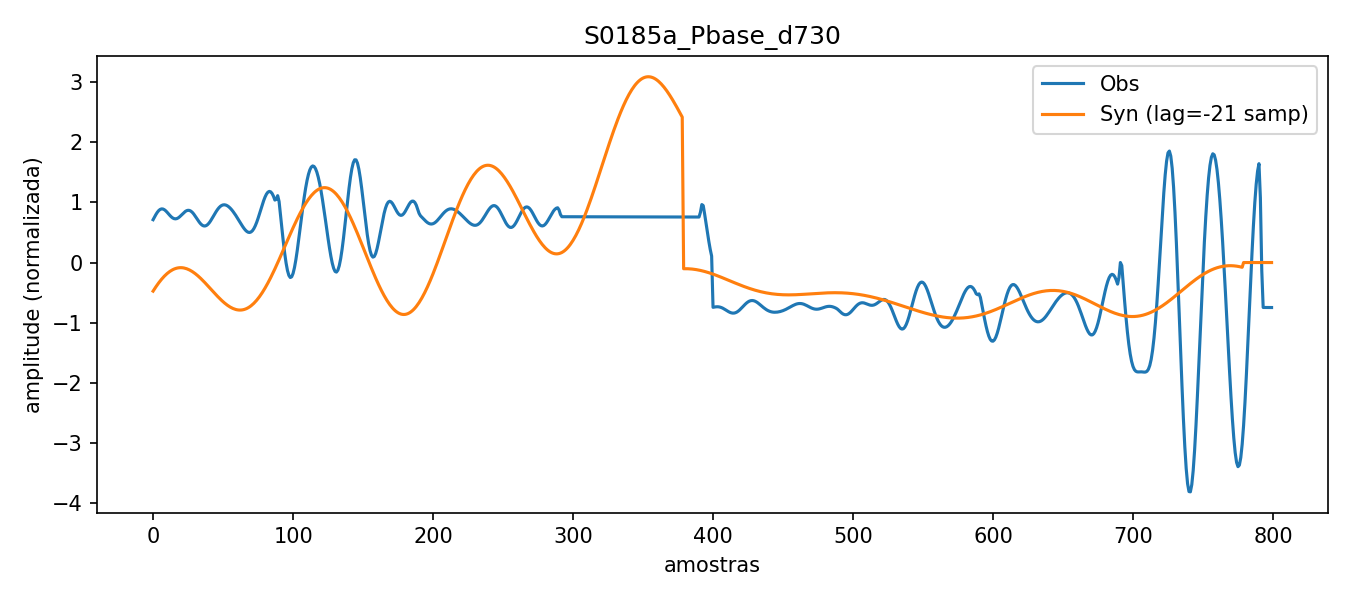 S0185a_Pbase_d730
Obs
Syn (lag=-21 samp)
amplitude (normalizada)
3
2
1
0
−1
−2
−3
−4
0 100 200 300 400 500 600 700 800
amostras